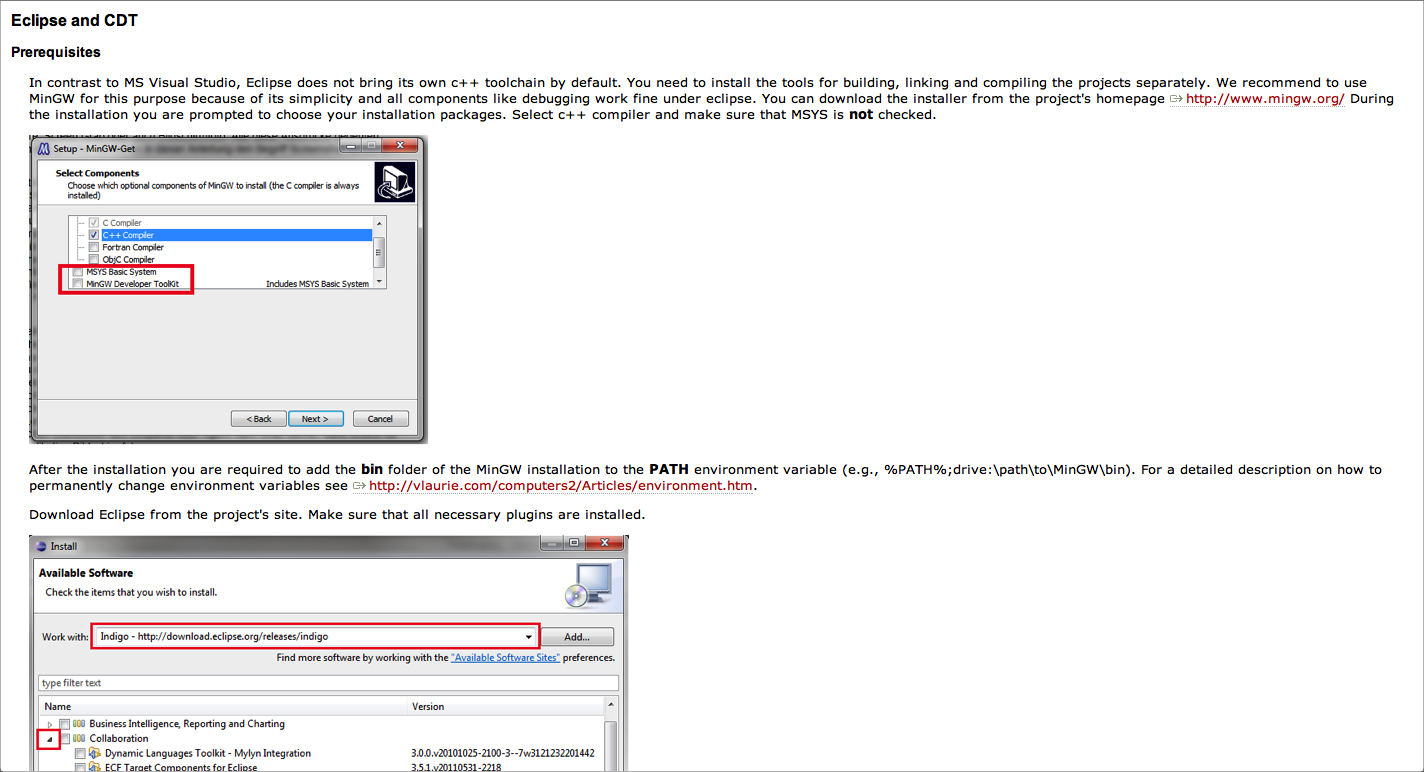 Eclipse and CDT
Prerequisites
In contrast to MS Visual Studio, Eclipse does not bring its own c++ toolchain by default. You need to install the tools for building, linking and compiling the projects separately. We recommend to use
MinGW for this purpose because of its simplicity and all components like debugging work fine under eclipse. You can download the installer from the project's homepage http://www.mingw.org/ During
the installation you are prompted to choose your installation packages. Select c++ compiler and make sure that MSYS is not checked.
Setup - MinGW-Get
Select Components
Choose which optional components of MinGW to install (the C compiler is always
installed)
C Compiler
C++ Compiler
Fortran Compiler
ObjC Compiler
MSYS Basic System
MinGW Developer ToolKit Includes MSYS Basic System
< Back Next > Cancel
After the installation you are required to add the bin folder of the MinGW installation to the PATH environment variable (e.g., %PATH%;drive:\path\to\MinGW\bin). For a detailed description on how to
permanently change environment variables see http://vlaurie.com/computers2/Articles/environment.htm.
Download Eclipse from the project's site. Make sure that all necessary plugins are installed.
Install
Available Software
Check the items that you wish to install.
Work with: Indigo - http://download.eclipse.org/releases/indigo Add...
Find more software by working with the "Available Software Sites" preferences.
type filter text
Name Version
Business Intelligence, Reporting and Charting
Collaboration
Dynamic Languages Toolkit - Mylyn Integration 3.0.0.v20101025-2100-3--7w3121232201442
ECF Target Components for Eclipse 3.5.1.v20110531-2218